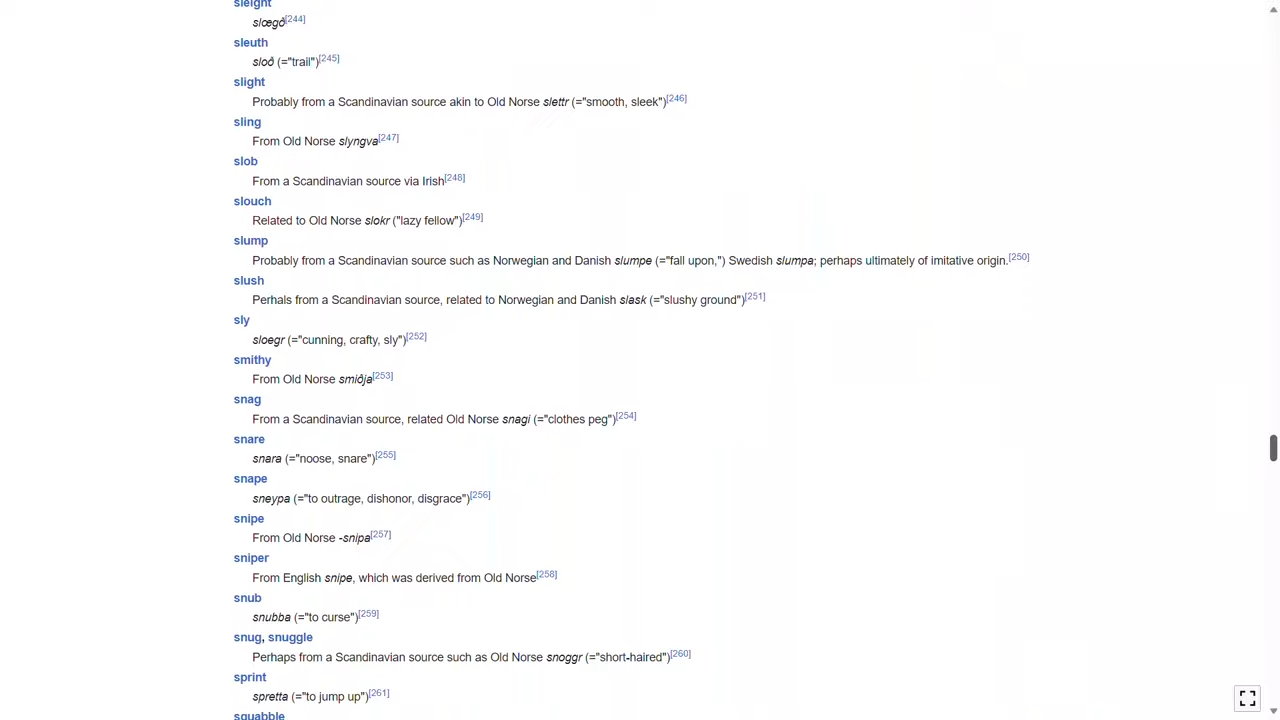 sleight
slœgð[244]
sleuth
sloð (="trail")[245]
slight
Probably from a Scandinavian source akin to Old Norse slettr (="smooth, sleek")[246]
sling
From Old Norse slyngva[247]
slob
From a Scandinavian source via Irish[248]
slouch
Related to Old Norse slokr ("lazy fellow")[249]
slump
Probably from a Scandinavian source such as Norwegian and Danish slumpe (="fall upon,") Swedish slumpa; perhaps ultimately of imitative origin.[250]
slush
Perhals from a Scandinavian source, related to Norwegian and Danish slask (="slushy ground")[251]
sly
sloegr (="cunning, crafty, sly")[252]
smithy
From Old Norse smiðja[253]
snag
From a Scandinavian source, related Old Norse snagi (="clothes peg")[254]
snare
snara (="noose, snare")[255]
snape
sneypa (="to outrage, dishonor, disgrace")[256]
snipe
From Old Norse -snipa[257]
sniper
From English snipe, which was derived from Old Norse[258]
snub
snubba (="to curse")[259]
snug, snuggle
Perhaps from a Scandinavian source such as Old Norse snoggr (="short-haired")[260]
sprint
spretta (="to jump up")[261]
squabble